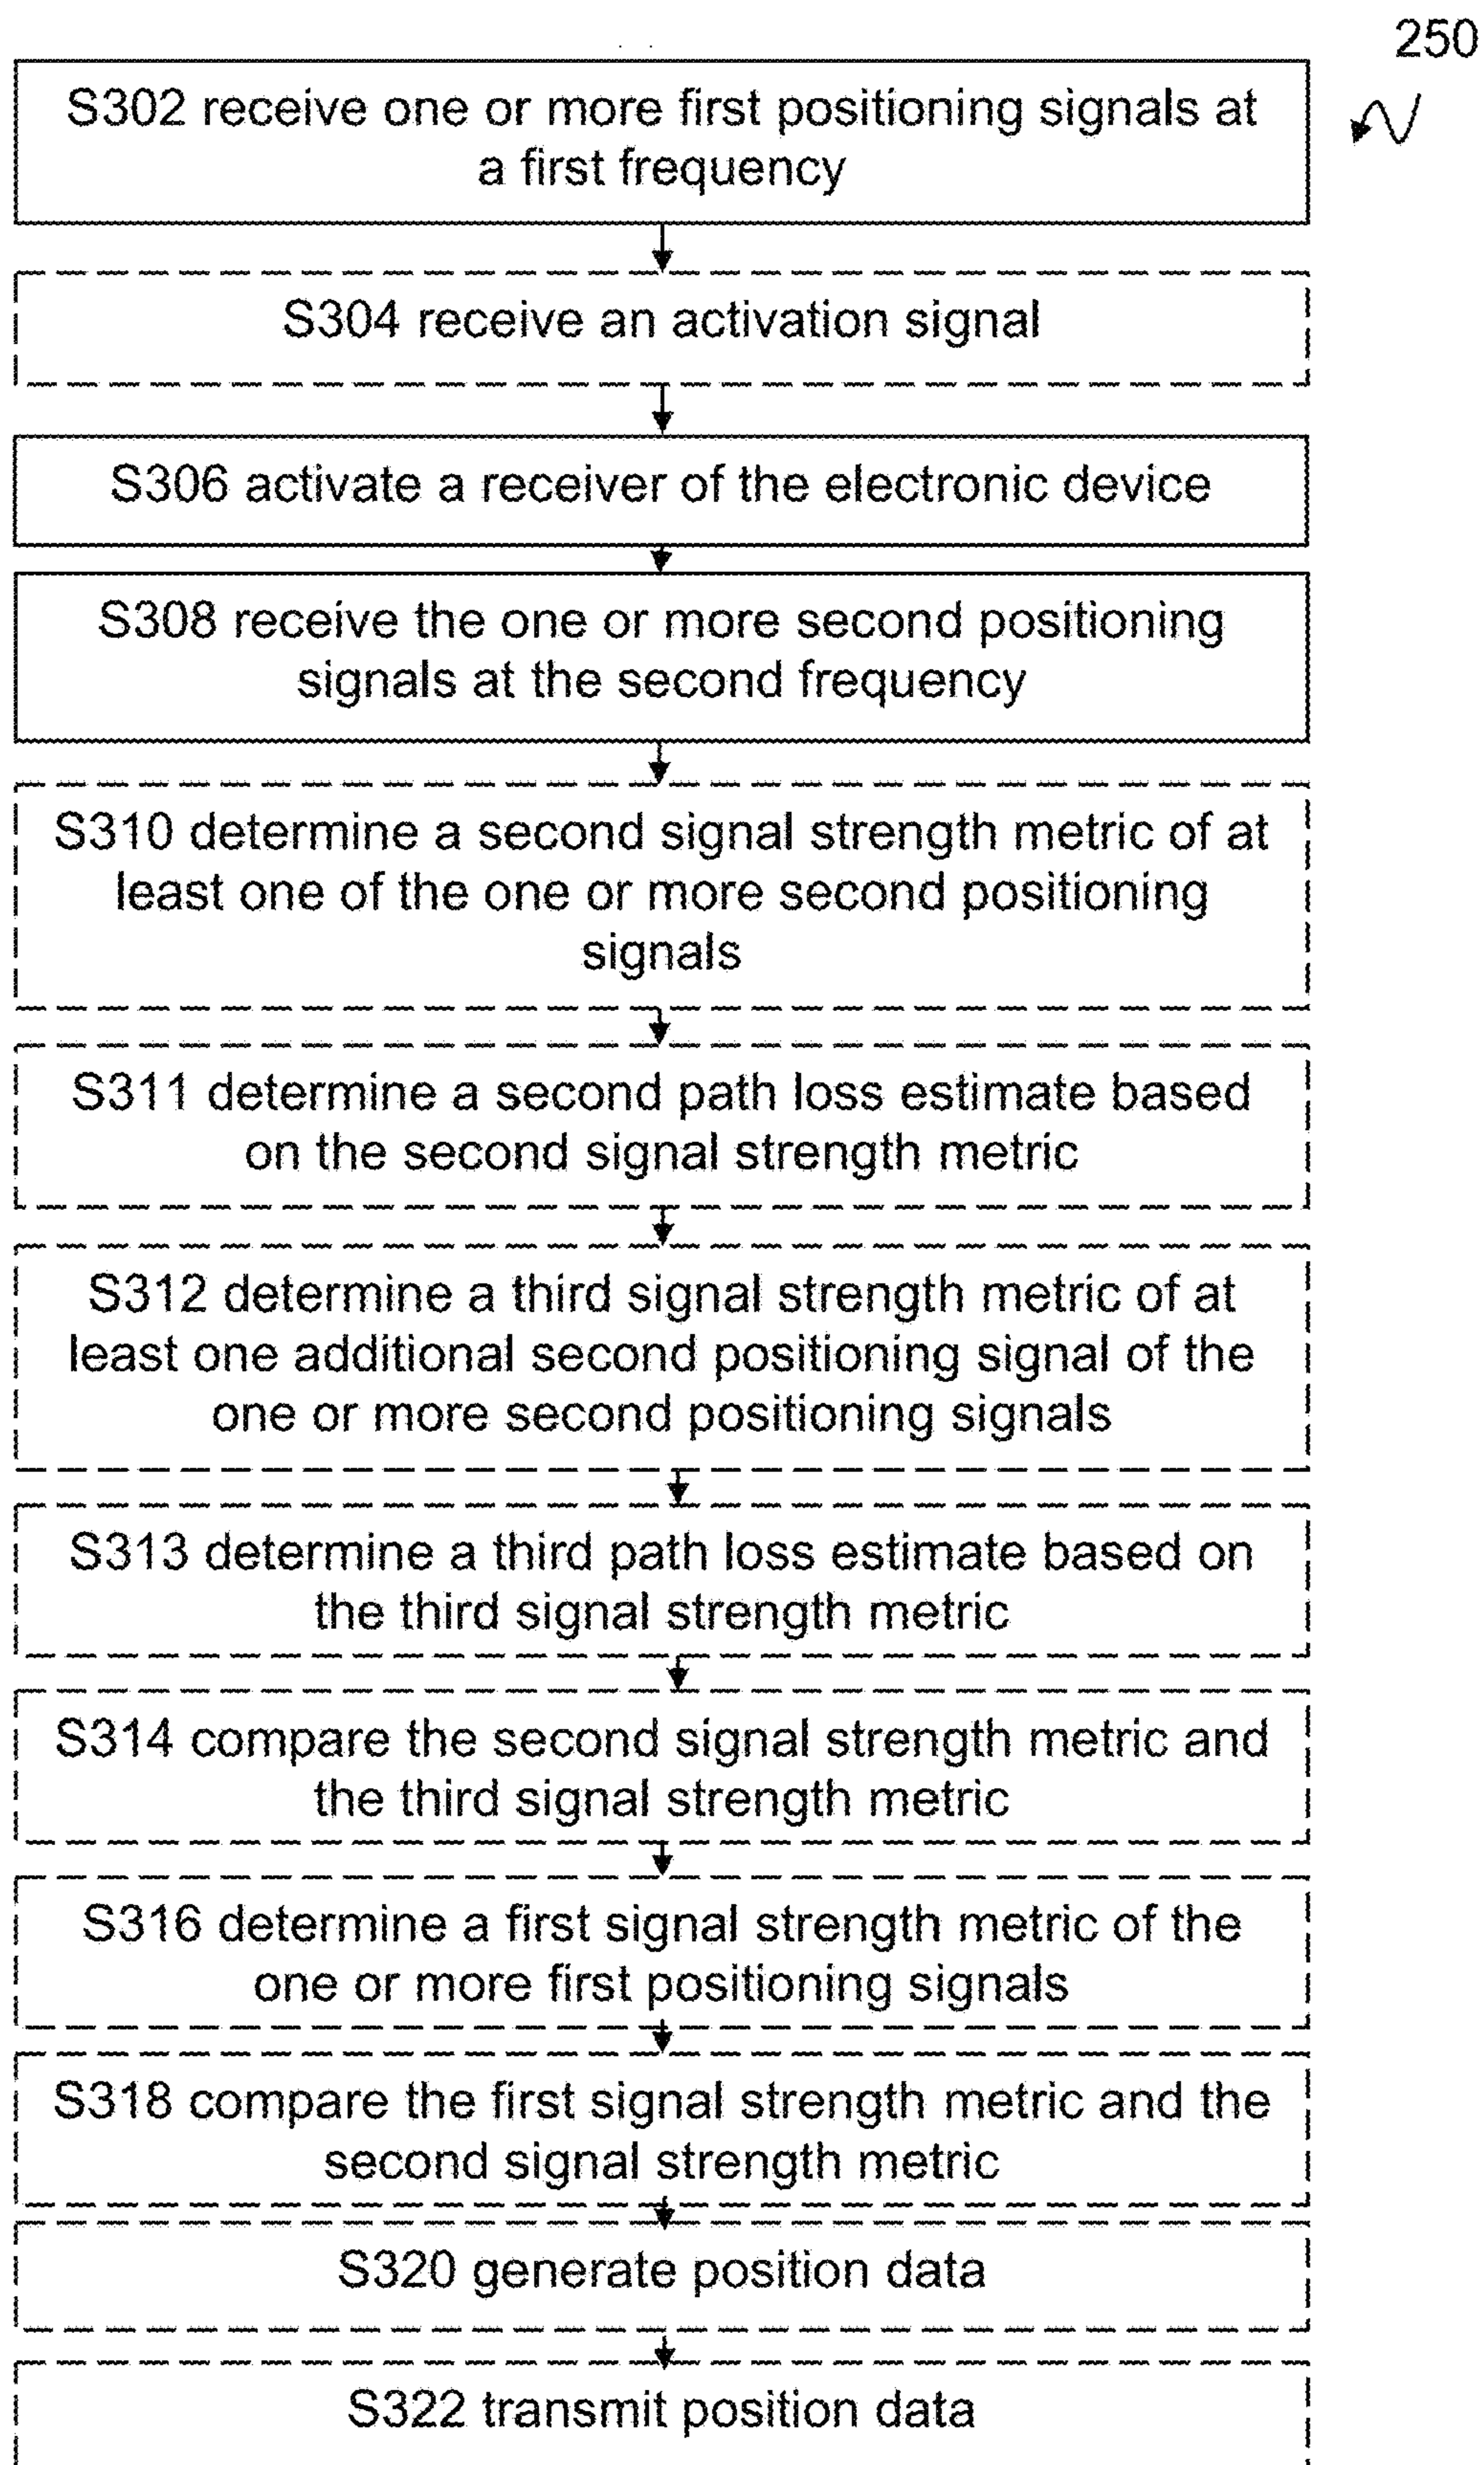 250
S302 receive one or more first positioning signals at
a first frequency
S304 receive an activation signal
S306 activate a receiver of the electronic device
S308 receive the one or more second positioning
signals at the second frequency
S310 determine a second signal strength metric of at
least one of the one or more second positioning
signals
S311 determine a second path loss estimate based
on the second signal strength metric
S312 determine a third signal strength metric of at
least one additional second positioning signal of the
one or more second positioning signals
S313 determine a third path loss estimate based on
the third signal strength metric
S314 compare the second signal strength metric and
the third signal strength metric
S316 determine a first signal strength metric of the
one or more first positioning signals
S318 compare the first signal strength metric and the
second signal strength metric
S320 generate position data
S322 transmit position data